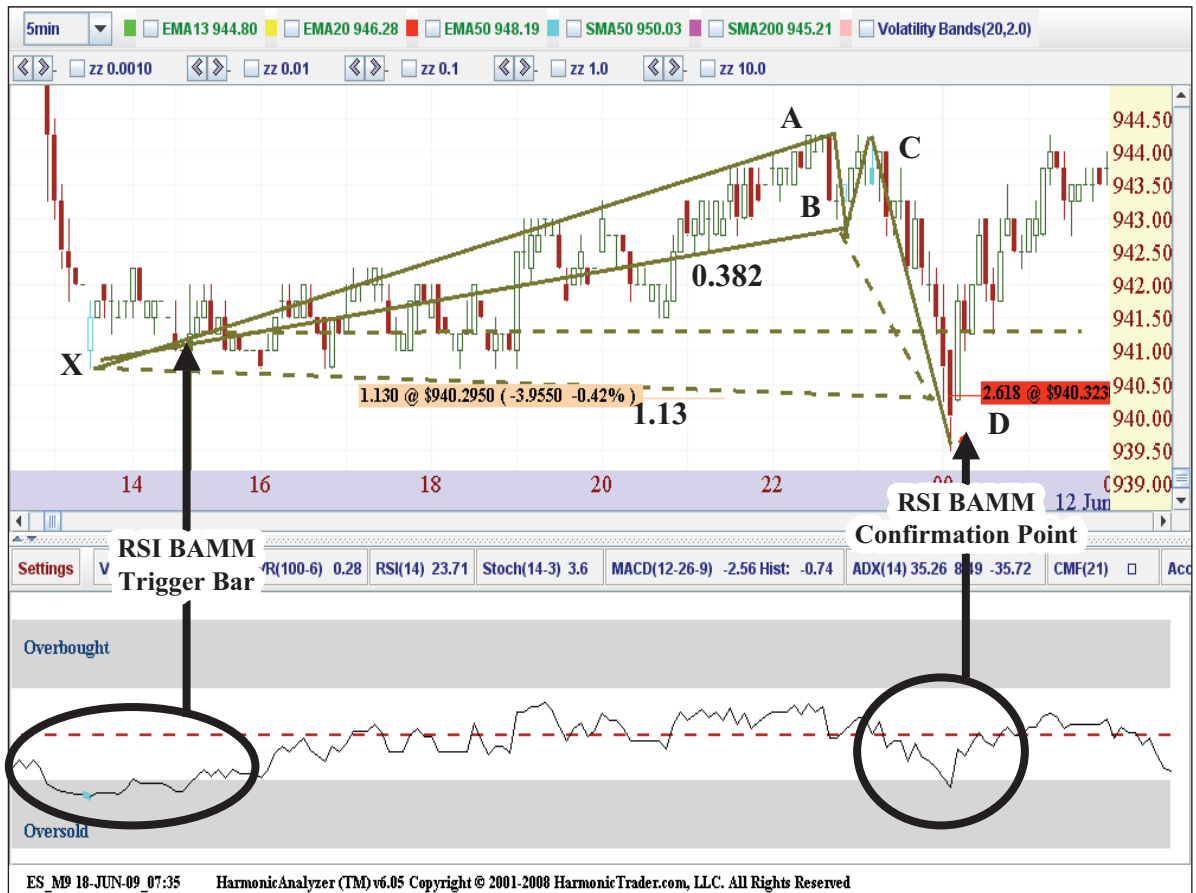 5min EMA13 944.80 EMA20 946.28 EMA50 948.19 SMA50 950.03 SMA200 945.21 Volatility Bands(20,2.0)
zz 0.0010 zz 0.01 zz 0.1 zz 1.0 zz 10.0
944.50
A
944.00
C
943.50
B
943.00
942.50
0.382
942.00
941.50
X
941.00
940.50
1.130 @ $940.2950 ( -3.9550 -0.42% )
2.618 @ $940.323
1.13
940.00
D
939.50
14 16 18 20 22
939.00
12 Jun
RSI BAMM
Trigger Bar
RSI BAMM
Confirmation Point
Settings R(100-6) 0.28 RSI(14) 23.71 Stoch(14-3) 3.6 MACD(12-26-9) -2.56 Hist: -0.74 ADX(14) 35.26 -35.72 CMF(21)
Overbought
Oversold
ES_M9 18-JUN-09_07:35 HarmonicAnalyzer (TM) v6.05 Copyright © 2001-2008 HarmonicTrader.com, LLC. All Rights Reserved